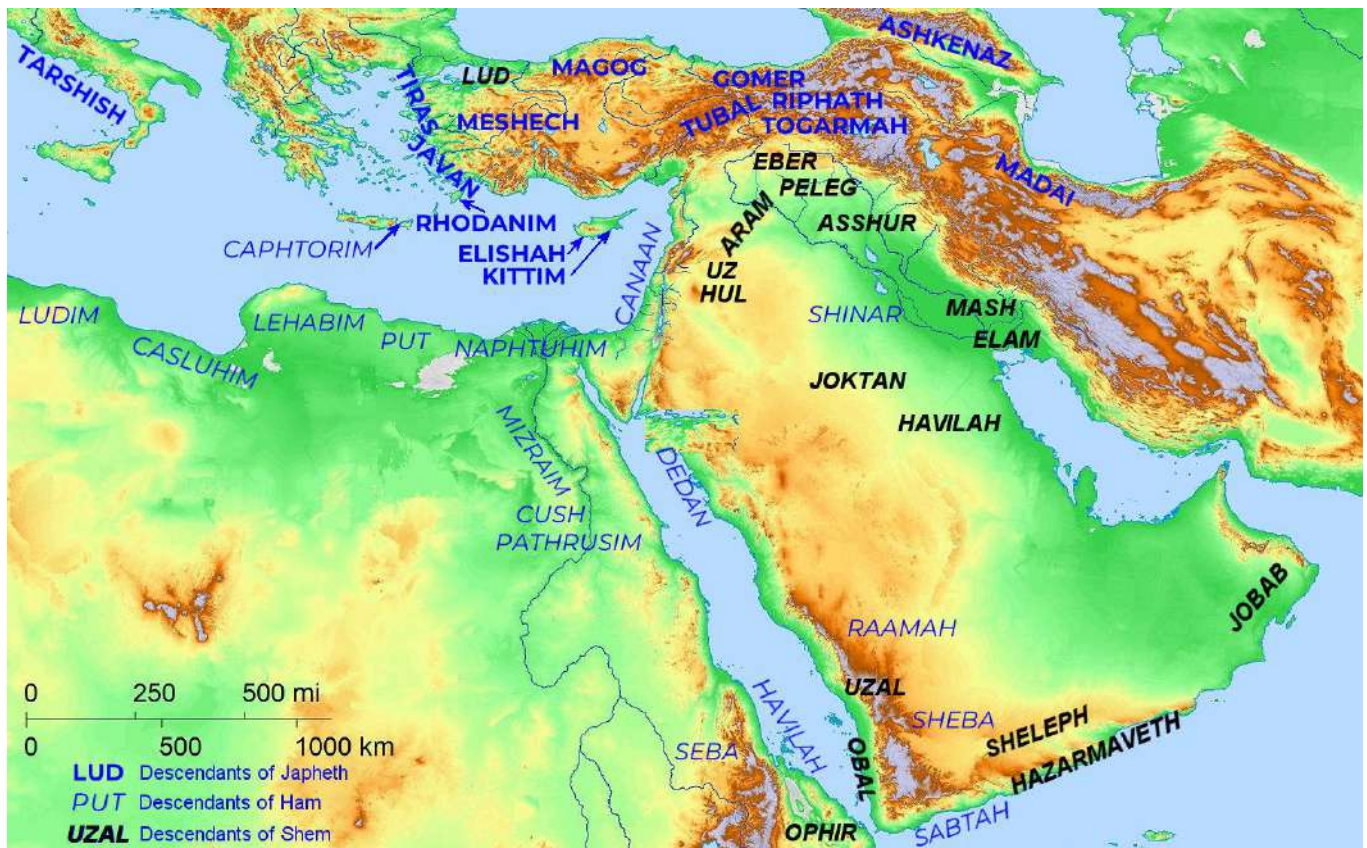 ASHKENAZ
TARSHISH
TIRAS
LUD
MAGOG
GOMER
MESHECH
TUBAL
RIPHATH
TOGARMAH
JAVAN
EBER
PELEG
MADAI
RHODANIM
ARAM
ASSHUR
CAPHTORIM
ELISHAH
KITTIM
CANAAN
UZ
HUL
LUDIM
LEHABIM
SHINAR
MASH
CASLUHIM
PUT
NAPHTUHIM
ELAM
JOKTAN
HAVILAH
MIZRAIM
DEDAN
CUSH
PATHRUSIM
JOBAB
RAAMAH
UZAL
SHEBA
SHELEPH
HAZARMAVETH
SEBA
HAVILAH
OBAL
SABTAH
OPHIR
0 250 500 mi
0 500 1000 km
LUD Descendants of Japheth
PUT Descendants of Ham
UZAL Descendants of Shem